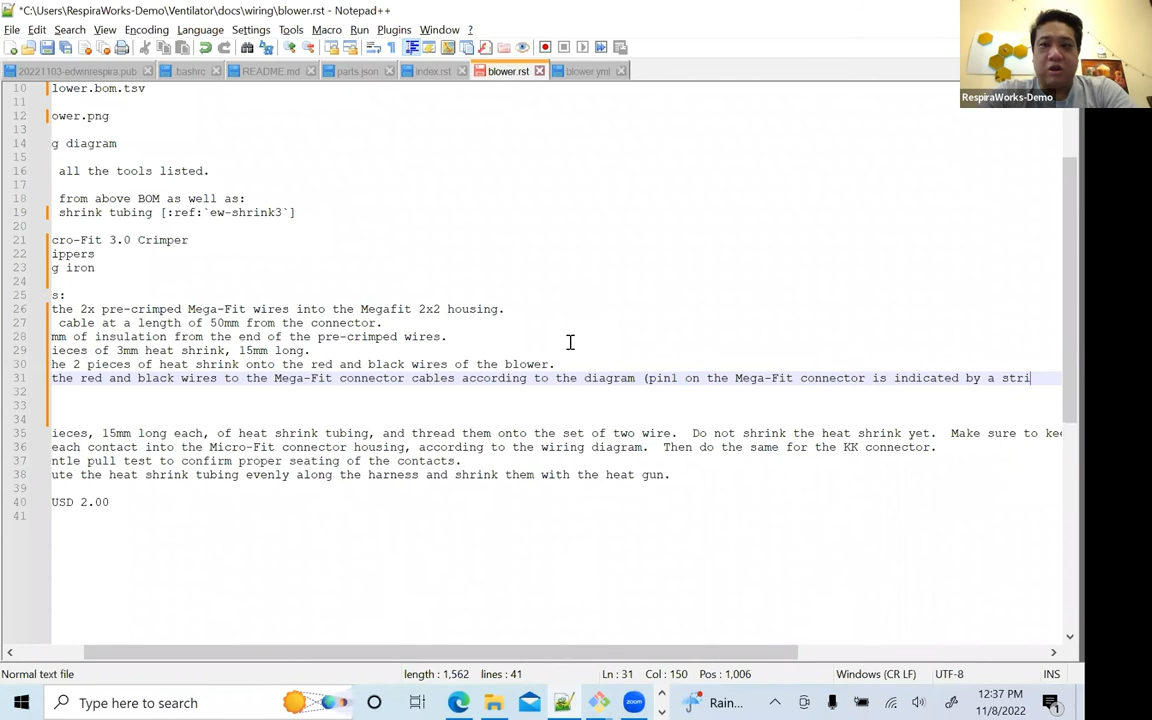 *C:\Users\RespiraWorks-Demo\Ventilator\docs\wiring\blower.rst - Notepad++
File Edit Search View Encoding Language Settings Tools Macro Run Plugins Window ?
20221103-edwinrespira.pub .bashrc README.md parts.json index.rst blower.rst blower.yml
RespiraWorks-Demo
10 lower.bom.tsv
11
12 ower.png
13
14 g diagram
15
16 all the tools listed.
17
18 from above BOM as well as:
19 shrink tubing [:ref:`ew-shrink3`]
20
21 cro-Fit 3.0 Crimper
22 ippers
23 g iron
24
25 s:
26 the 2x pre-crimped Mega-Fit wires into the Megafit 2x2 housing.
27 cable at a length of 50mm from the connector.
28 mm of insulation from the end of the pre-crimped wires.
29 ieces of 3mm heat shrink, 15mm long.
30 he 2 pieces of heat shrink onto the red and black wires of the blower.
31 the red and black wires to the Mega-Fit connector cables according to the diagram (pin1 on the Mega-Fit connector is indicated by a stri
32
33
34
35 ieces, 15mm long each, of heat shrink tubing, and thread them onto the set of two wire.  Do not shrink the heat shrink yet.  Make sure to kee
36 each contact into the Micro-Fit connector housing, according to the wiring diagram.  Then do the same for the KK connector.
37 ntle pull test to confirm proper seating of the contacts.
38 ute the heat shrink tubing evenly along the harness and shrink them with the heat gun.
39
40 USD 2.00
41
Normal text file length : 1,562 lines : 41 Ln : 31 Col : 150 Pos : 1,006 Windows (CR LF) UTF-8 INS
Type here to search Rain... 12:37 PM
11/8/2022 1